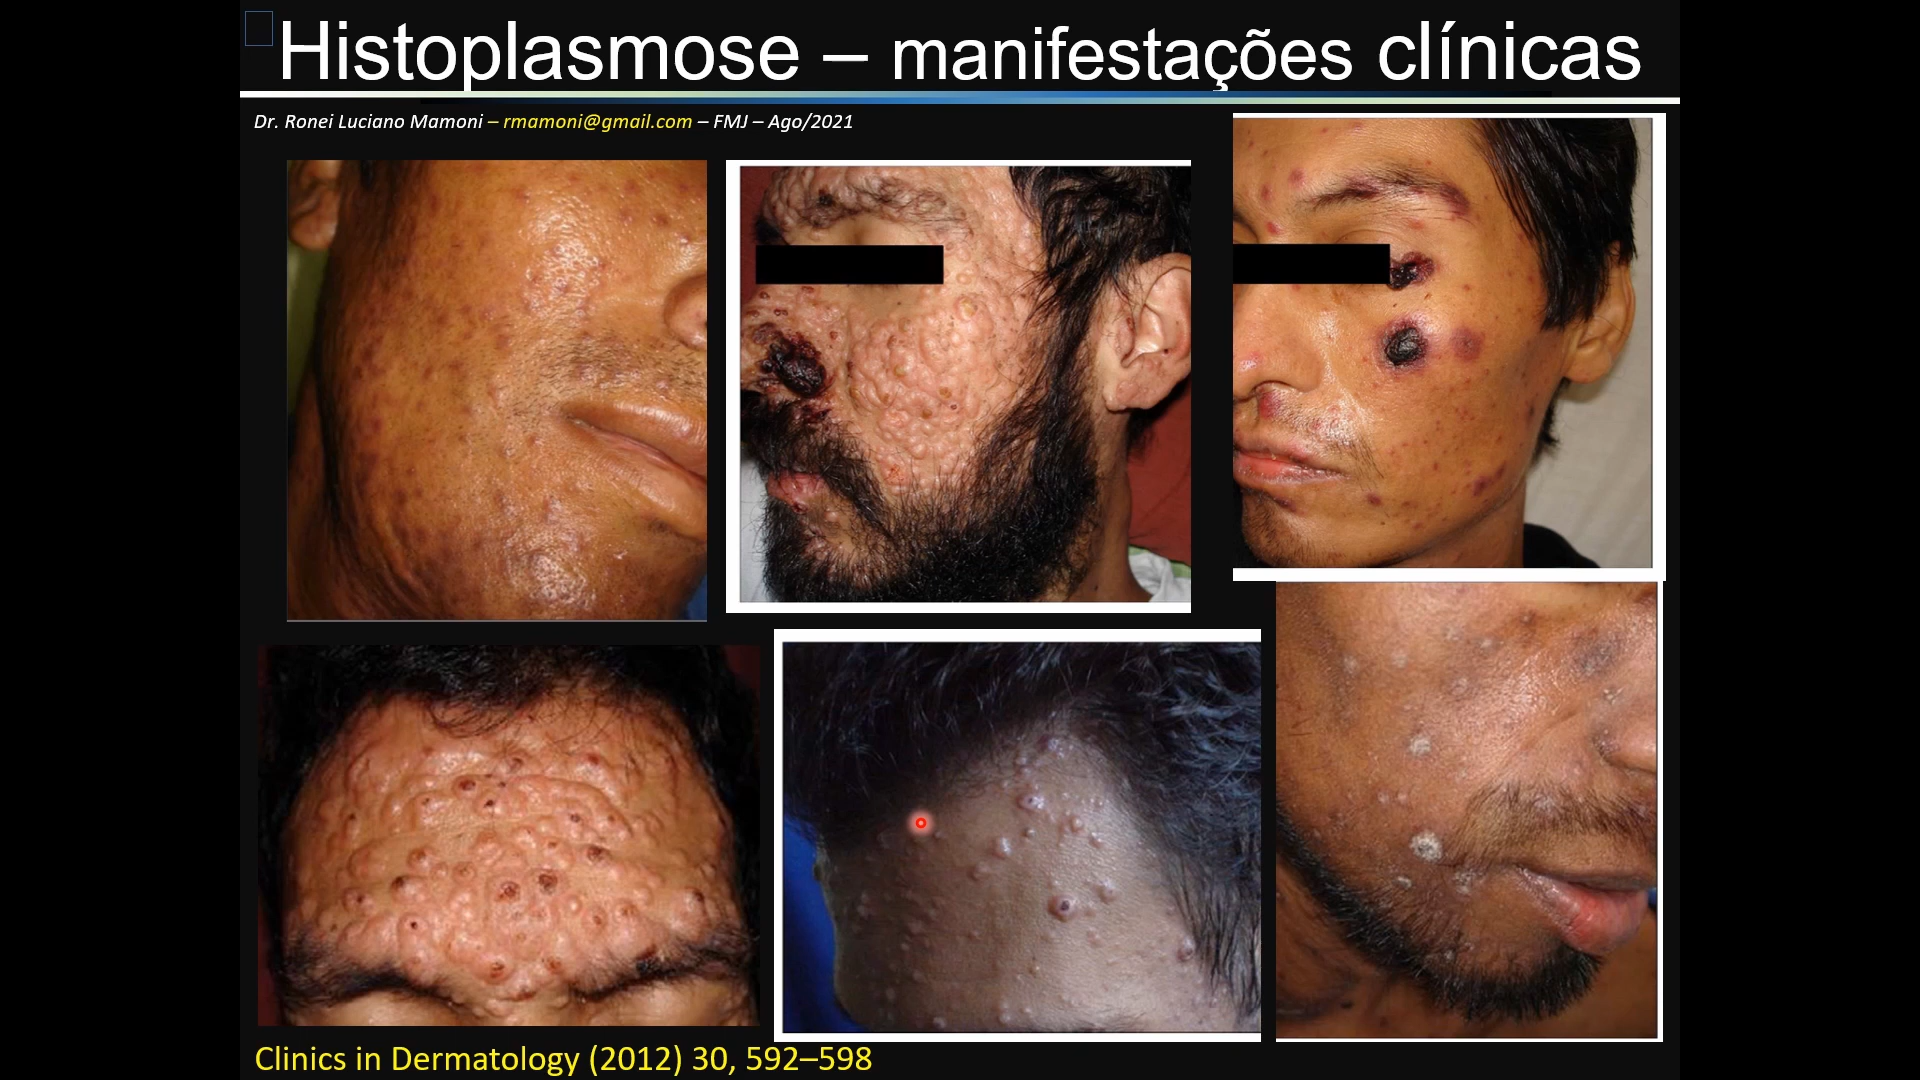 Histoplasmose – manifestações clínicas
Dr. Ronei Luciano Mamoni – rmamoni@gmail.com – FMJ – Ago/2021
Clinics in Dermatology (2012) 30, 592–598